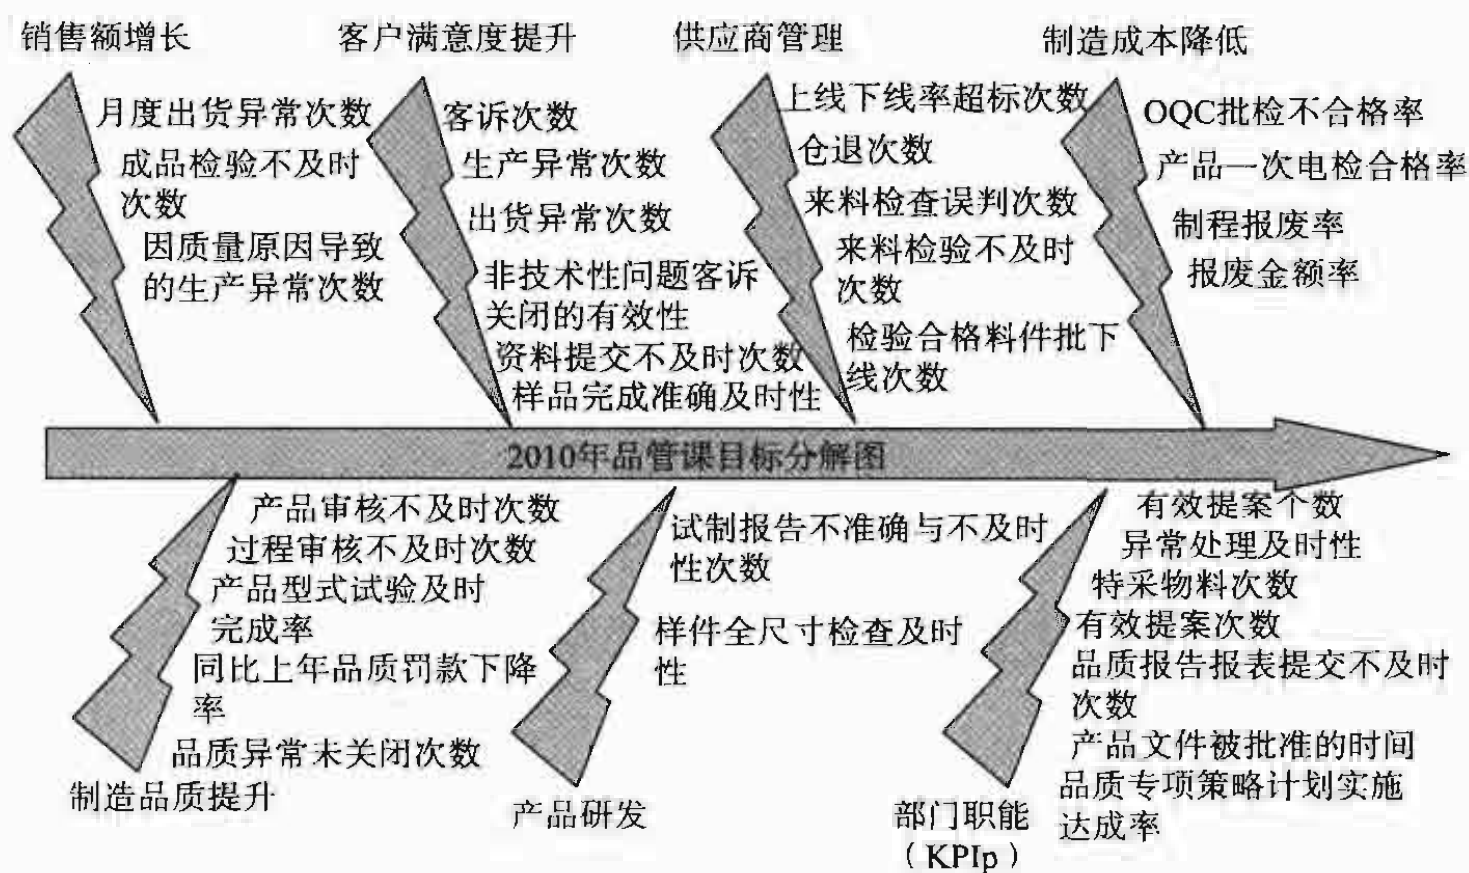 销售额增长
月度出货异常次数
成品检验不及时
次数
因质量原因导致
的生产异常次数
客户满意度提升
客诉次数
生产异常次数
出货异常次数
非技术性问题客诉
关闭的有效性
资料提交不及时次数
样品完成准确及时性
供应商管理
上线下线率超标次数
仓退次数
来料检查误判次数
来料检验不及时
次数
检验合格料件批下
线次数
制造成本降低
OQC批检不合格率
产品一次电检合格率
制程报废率
报废金额率
2010年品管课目标分解图
产品审核不及时次数
过程审核不及时次数
产品型式试验及时
完成率
同比上年品质罚款下降
率
品质异常未关闭次数
制造品质提升
试制报告不准确与不及时
性次数
样件全尺寸检查及时
性
产品研发
有效提案个数
异常处理及时性
特采物料次数
有效提案次数
品质报告报表提交不及时
次数
产品文件被批准的时间
品质专项策略计划实施
达成率
部门职能
（KPIp）